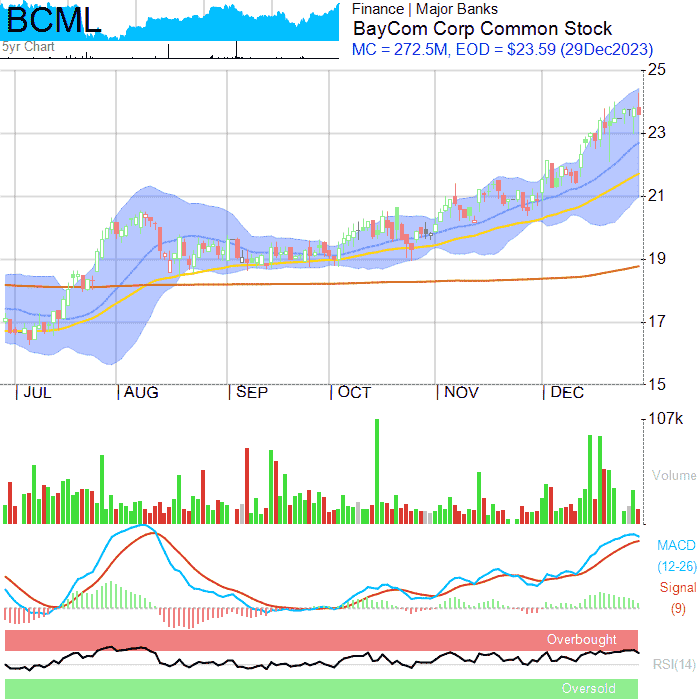 BCML
5yr Chart
Finance | Major Banks
BayCom Corp Common Stock
MC = 272.5M, EOD = $23.59 (29Dec2023)
25
23
21
19
17
15
|JUL |AUG |SEP |OCT |NOV |DEC
107k
Volume
MACD
(12-26)
Signal
(9)
Overbought
RSI(14)
Oversold